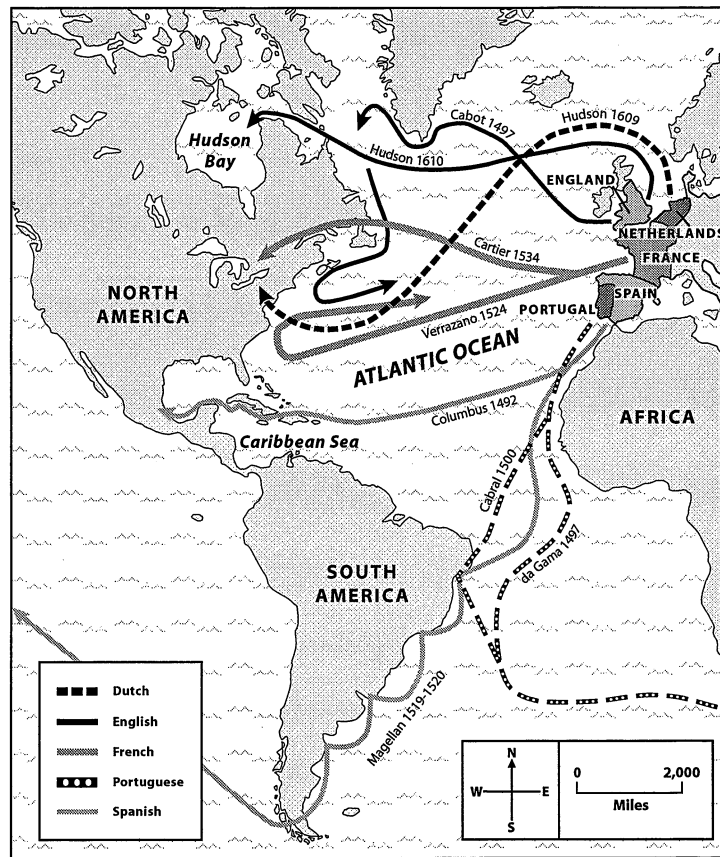 Hudson
Bay
Cabot 1497
Hudson 1609
Hudson 1610
ENGLAND
NETHERLANDS
FRANCE
Cartier 1534
NORTH
AMERICA
SPAIN
PORTUGAL
Verrazano 1524
ATLANTIC OCEAN
Columbus 1492
AFRICA
Caribbean Sea
Cabral 1500
da Gama 1497
SOUTH
AMERICA
Magellan 1519-1520
Dutch
English
French
Portuguese
Spanish
N
W
E
S
0
2,000
Miles